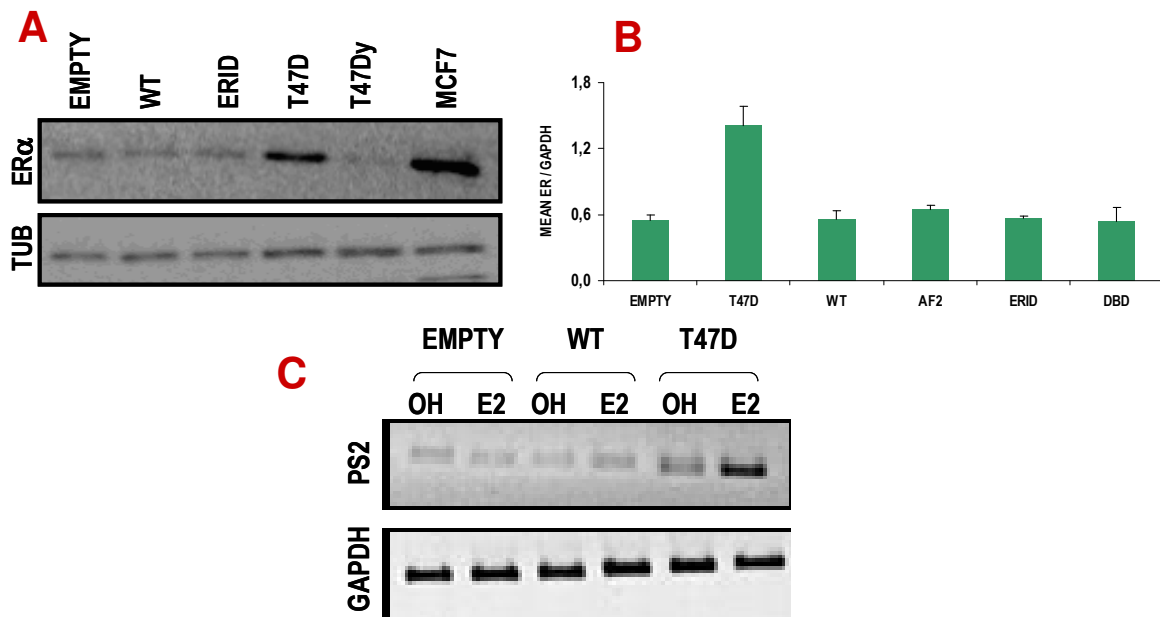 A
EMPTY
WT
ERID
T47D
T47Dy
MCF7
ERα
TUB
B
MEAN ER / GAPDH
1,8
1,2
0,6
0,0
EMPTY T47D WT AF2 ERID DBD
C
EMPTY WT T47D
OH E2 OH E2 OH E2
PS2
GAPDH